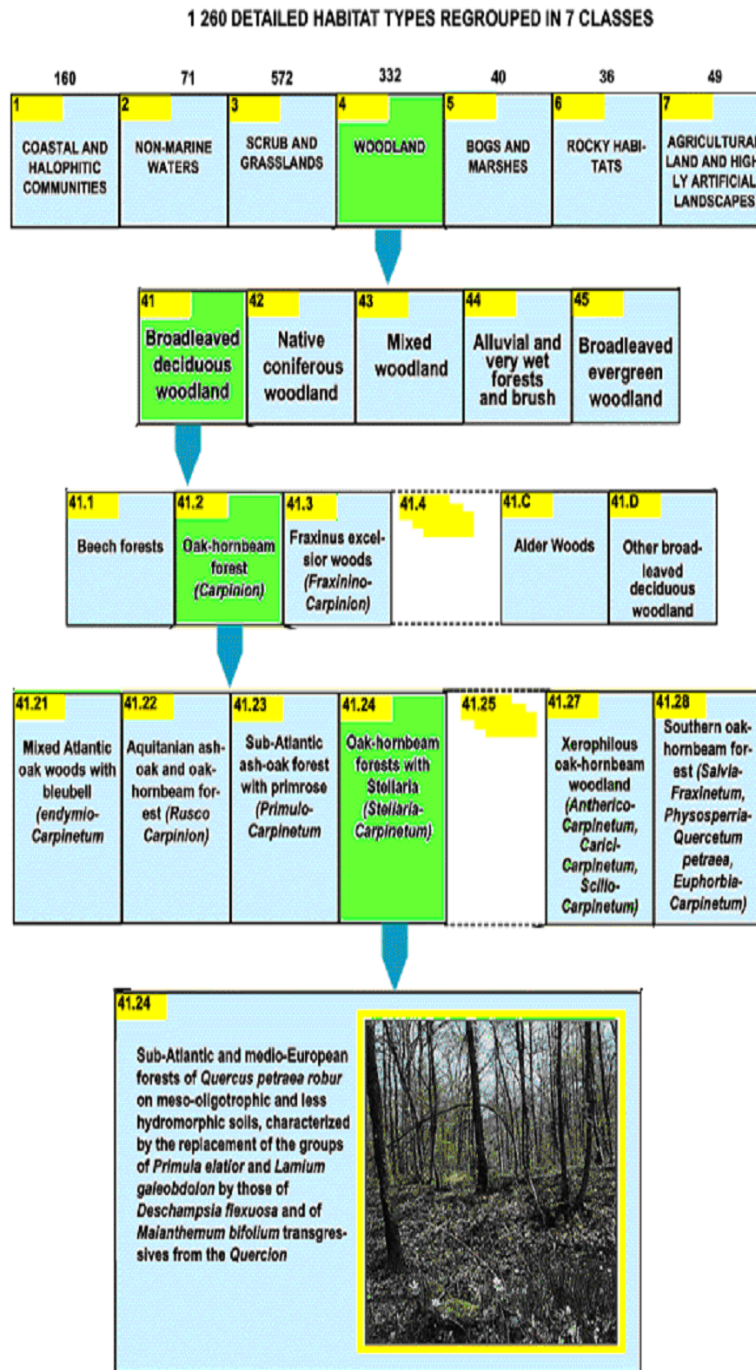 1 260 DETAILED HABITAT TYPES REGROUPED IN 7 CLASSES
160 71 572 332 40 36 49
1
COASTAL AND
HALOPHITIC
COMMUNITIES
2
NON-MARINE
WATERS
3
SCRUB AND
GRASSLANDS
4
WOODLAND
5
BOGS AND
MARSHES
6
ROCKY HABI-
TATS
7
AGRICULTURAL
LAND AND HIGH-
LY ARTIFICIAL
LANDSCAPES
41
Broadleaved
deciduous
woodland
42
Native
coniferous
woodland
43
Mixed
woodland
44
Alluvial and
very wet
forests
and brush
45
Broadleaved
evergreen
woodland
41.1
Beech forests
41.2
Oak-hornbeam
forest
(Carpinion)
41.3
Fraxinus excel-
sior woods
(Fraxinino-
Carpinion)
41.4
41.C
Alder Woods
41.D
Other broad-
leaved
deciduous
woodland
41.21
Mixed Atlantic
oak woods with
bleubell
(endymio-
Carpinetum
41.22
Aquitanian ash-
oak and oak-
hornbeam for-
est (Rusco
Carpinion)
41.23
Sub-Atlantic
ash-oak forest
with primrose
(Primulo-
Carpinetum
41.24
Oak-hornbeam
forests with
Stellaria
(Stellaria-
Carpinetum)
41.25
41.27
Xerophilous
oak-hornbeam
woodland
(Antherico-
Carpinetum,
Carici-
Carpinetum,
Scillo-
Carpinetum)
41.28
Southern oak-
hornbeam for-
est (Salvia-
Fraxinetum,
Physosperria-
Quercetum
petraea,
Euphorbia-
Carpinetum)
41.24
Sub-Atlantic and medio-European
forests of Quercus petraea robur
on meso-oligotrophic and less
hydromorphic soils, characterized
by the replacement of the groups
of Primula elatior and Lamium
galeobdolon by those of
Deschampsia flexuosa and of
Maianthemum bifolium transgres-
sives from the Quercion